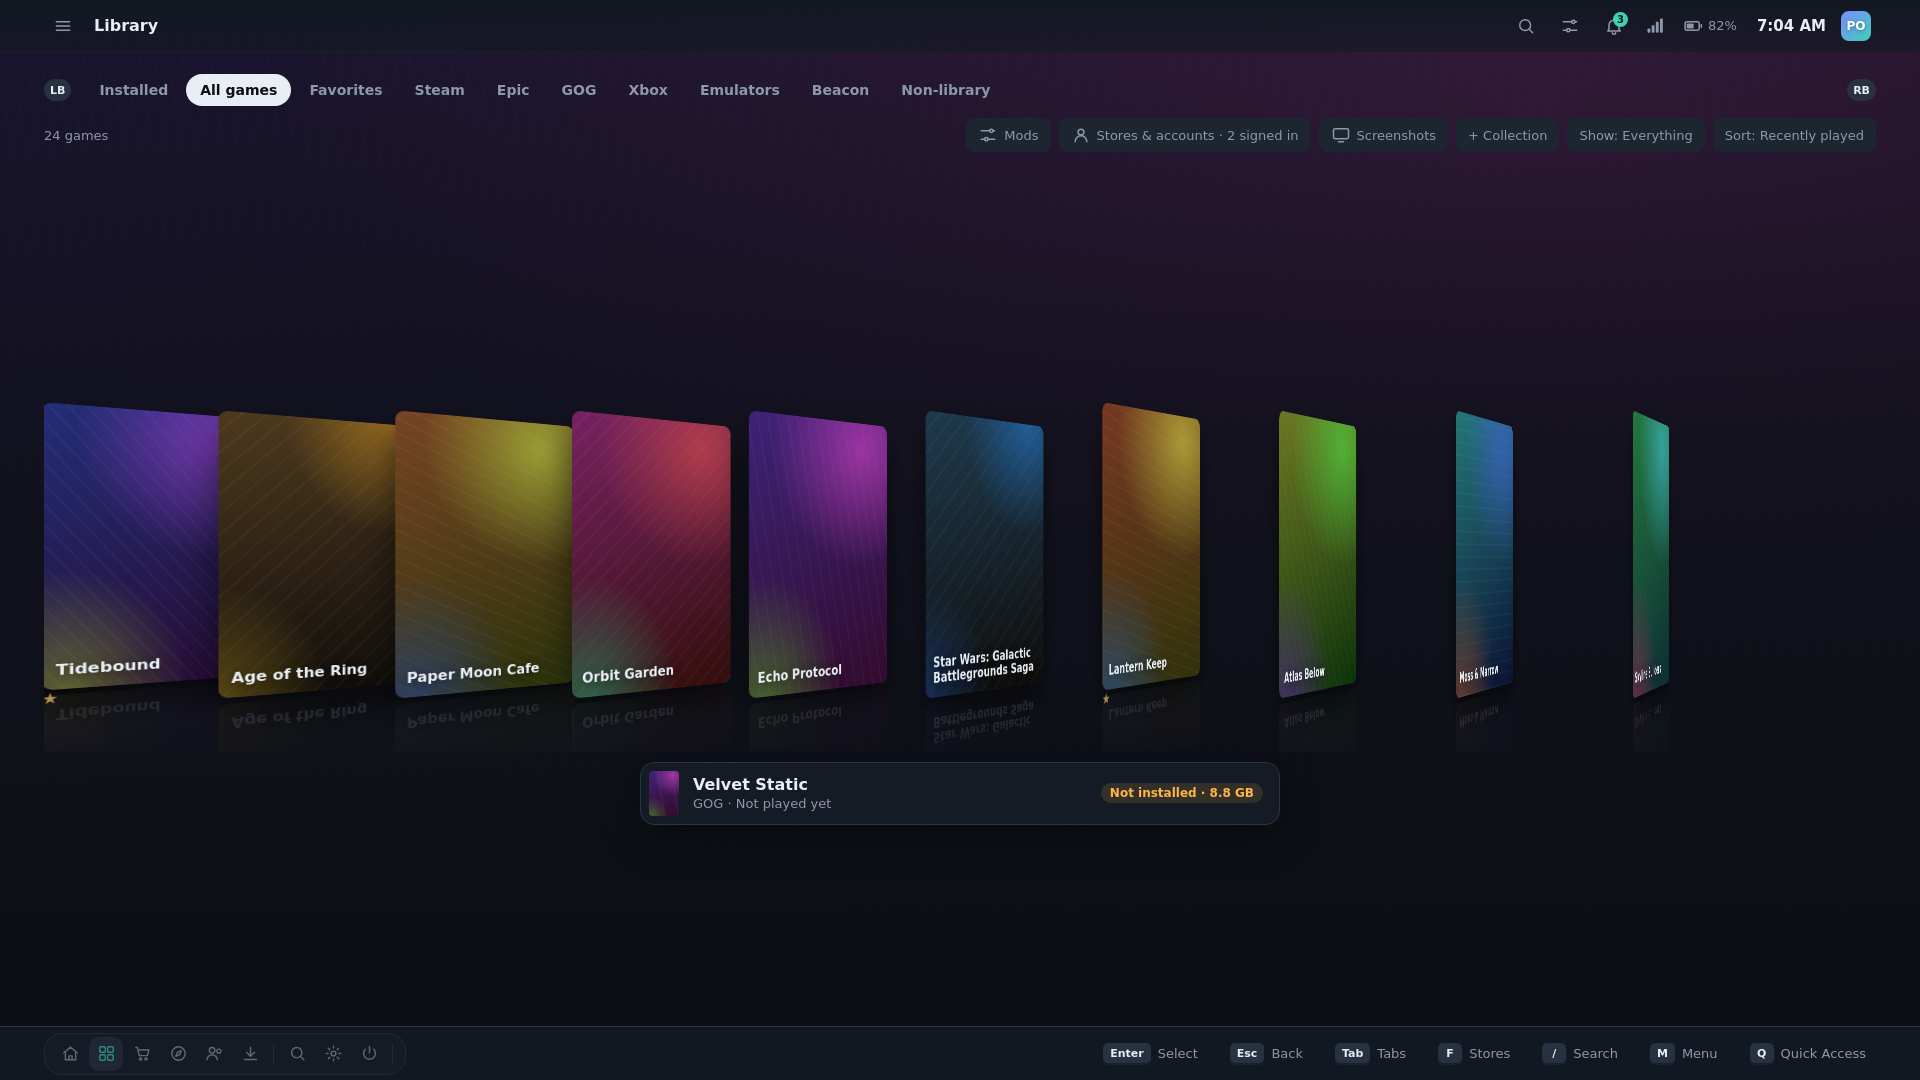 Library
3
82%
7:04 AM
PO
LB
Installed
All games
Favorites
Steam
Epic
GOG
Xbox
Emulators
Beacon
Non-library
RB
24 games
Mods
Stores & accounts · 2 signed in
Screenshots
+ Collection
Show: Everything
Sort: Recently played
Tidebound
Age of the Ring
Paper Moon Cafe
Orbit Garden
Echo Protocol
Star Wars: Galactic
Battlegrounds Saga
Lantern Keep
Atlas Below
Moss & Marrow
Velvet Static
GOG · Not played yet
Not installed · 8.8 GB
Enter Select
Esc Back
Tab Tabs
F Stores
/ Search
M Menu
Q Quick Access